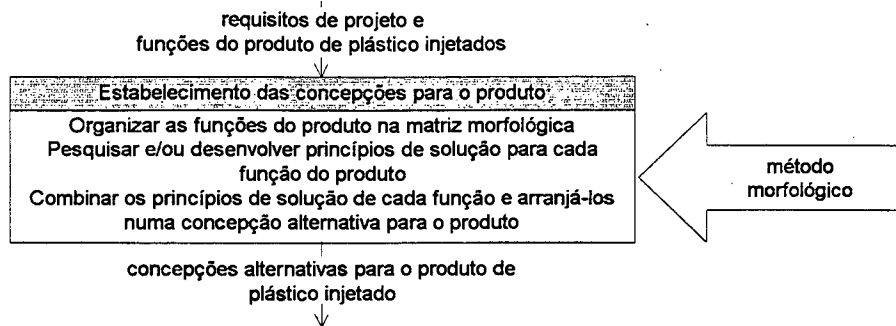 requisitos de projeto e
funções do produto de plástico injetados
Estabelecimento das concepções para o produto
Organizar as funções do produto na matriz morfológica
Pesquisar e/ou desenvolver princípios de solução para cada
função do produto
Combinar os princípios de solução de cada função e arranjá-los
numa concepção alternativa para o produto
método
morfológico
concepções alternativas para o produto de
plástico injetado